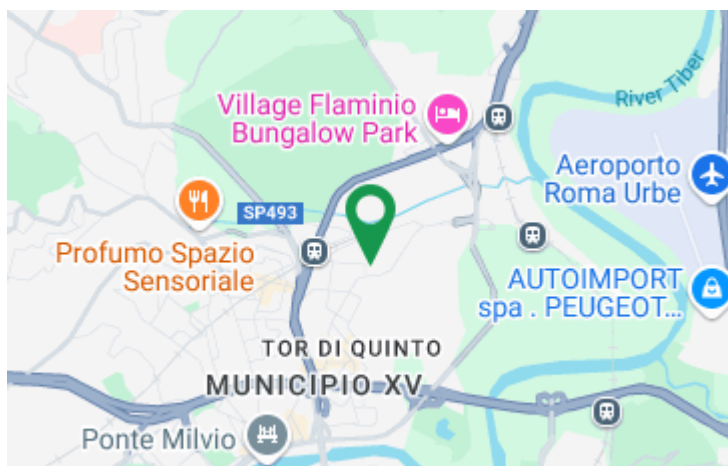 Village Flaminio
Bungalow Park
River Tiber
Aeroporto
Roma Urbe
SP493
Profumo Spazio
Sensoriale
AUTOIMPORT
spa . PEUGEOT...
TOR DI QUINTO
MUNICIPIO XV
Ponte Milvio